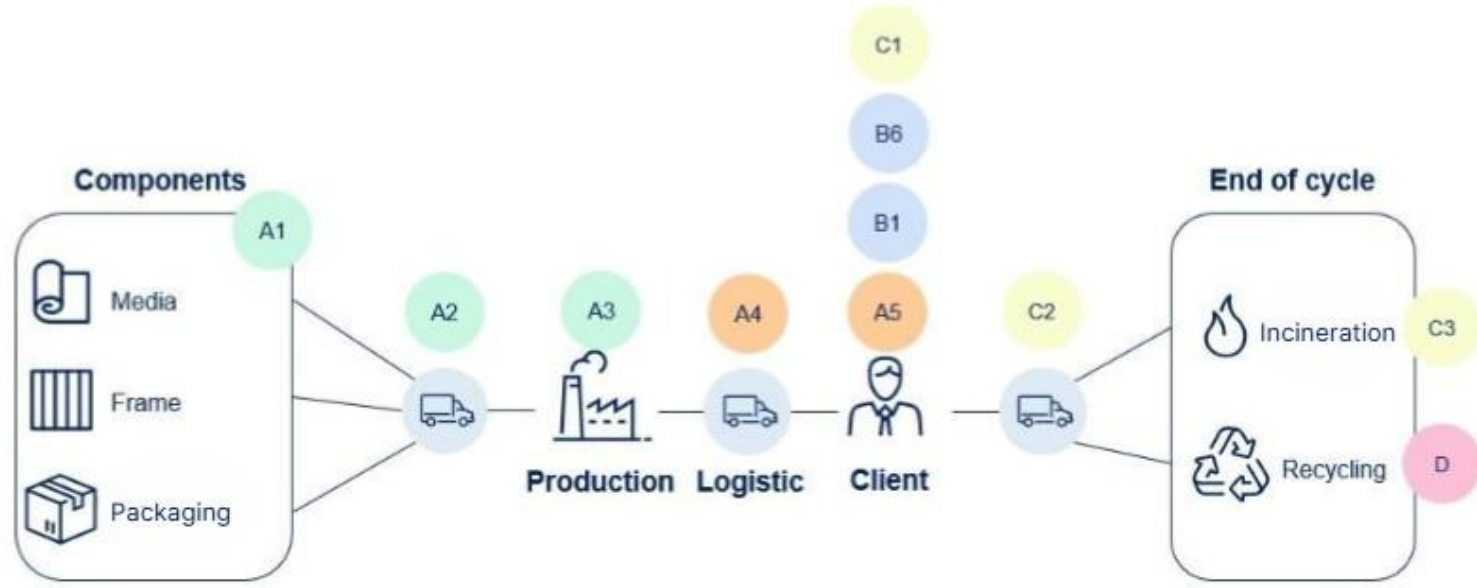 C1
B6
Components
End of cycle
B1
A1
Media
A2
A3
A4
A5
C2
Incineration
C3
Frame
Recycling
D
Production
Logistic
Client
Packaging